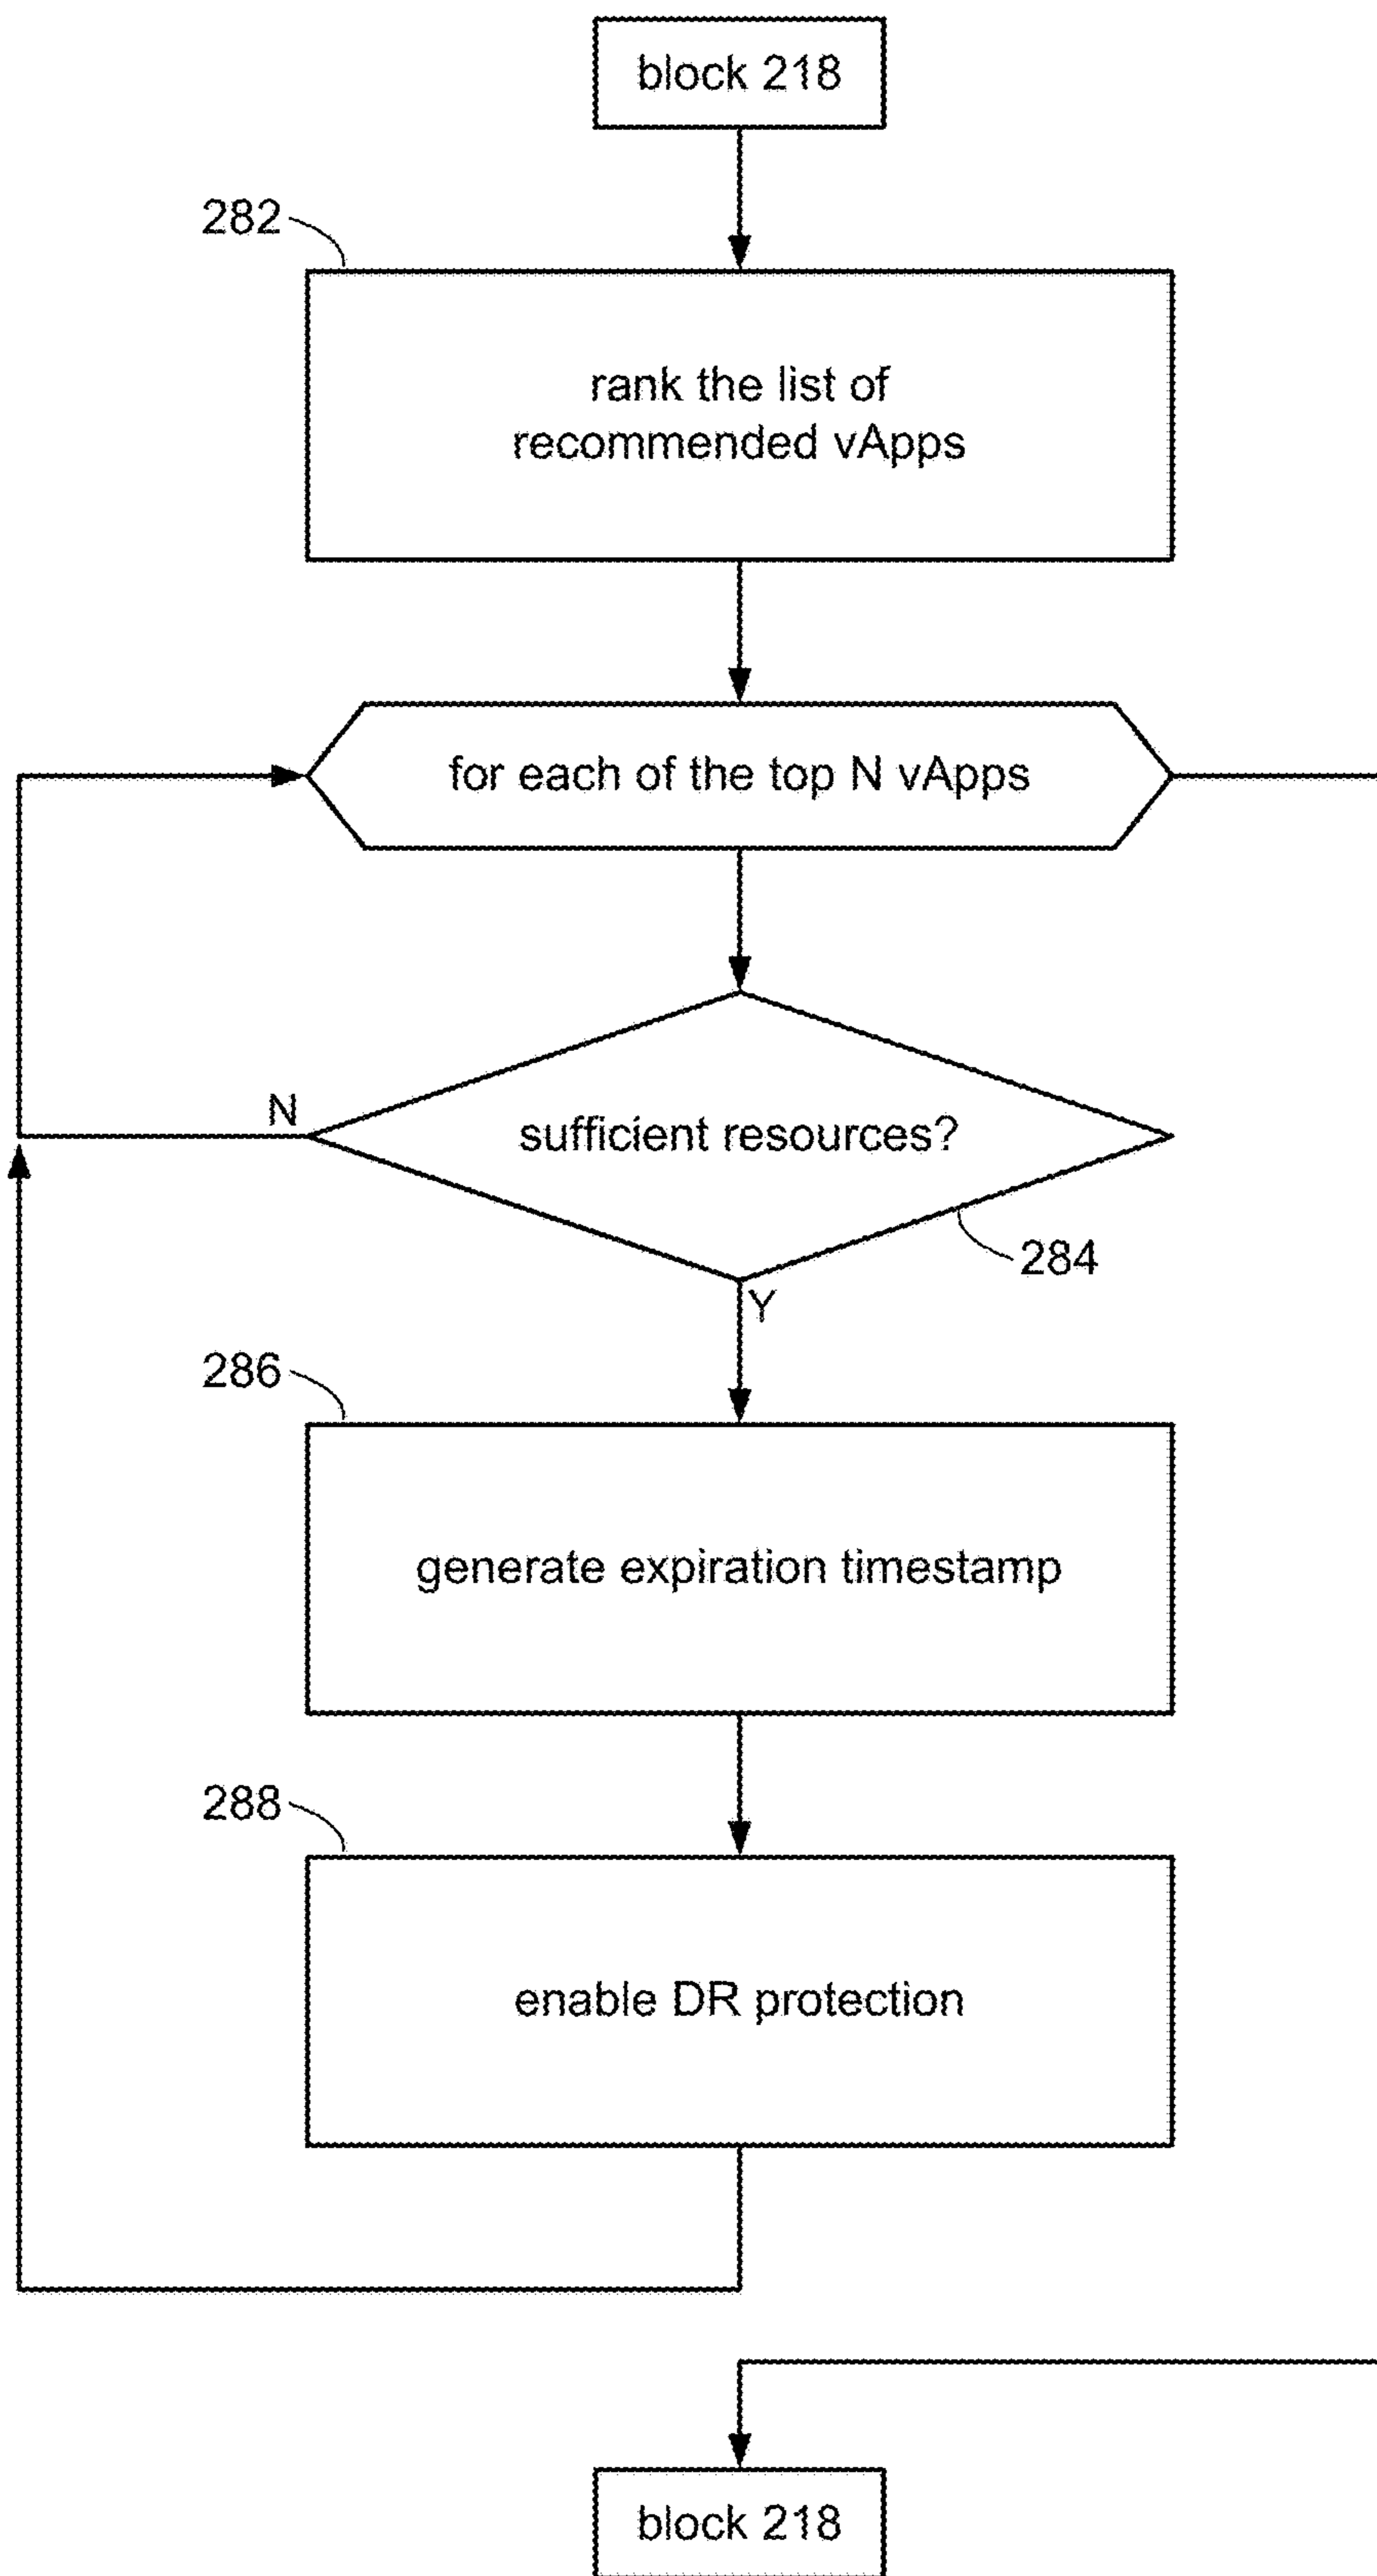 block 218
282
rank the list of
recommended vApps
for each of the top N vApps
N
sufficient resources?
284
Y
286
generate expiration timestamp
288
enable DR protection
block 218